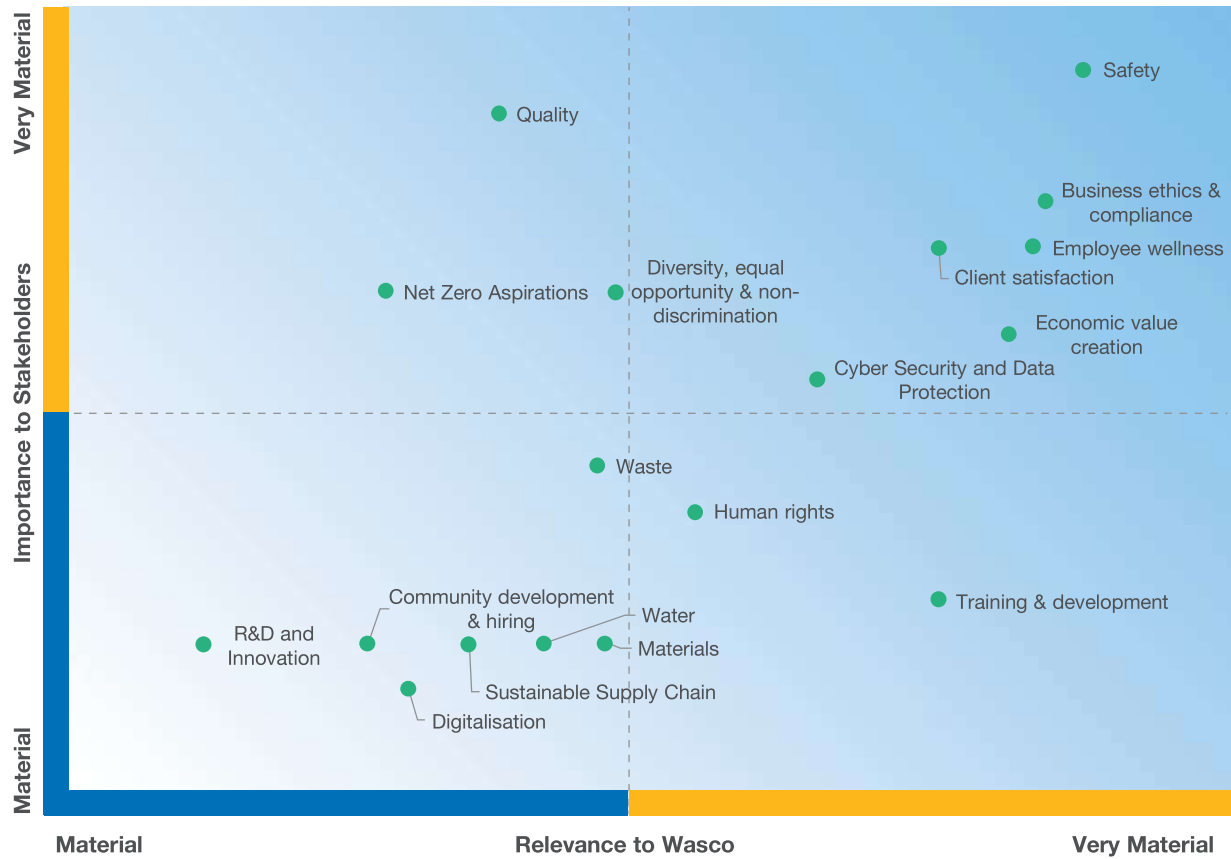 Very Material
Importance to Stakeholders
Material
Safety
Quality
Business ethics &
compliance
Employee wellness
Client satisfaction
Diversity, equal
opportunity & non-
discrimination
Net Zero Aspirations
Economic value
creation
Cyber Security and Data
Protection
Waste
Human rights
Community development
& hiring
Training & development
Water
R&D and
Innovation
Materials
Sustainable Supply Chain
Digitalisation
Material
Relevance to Wasco
Very Material